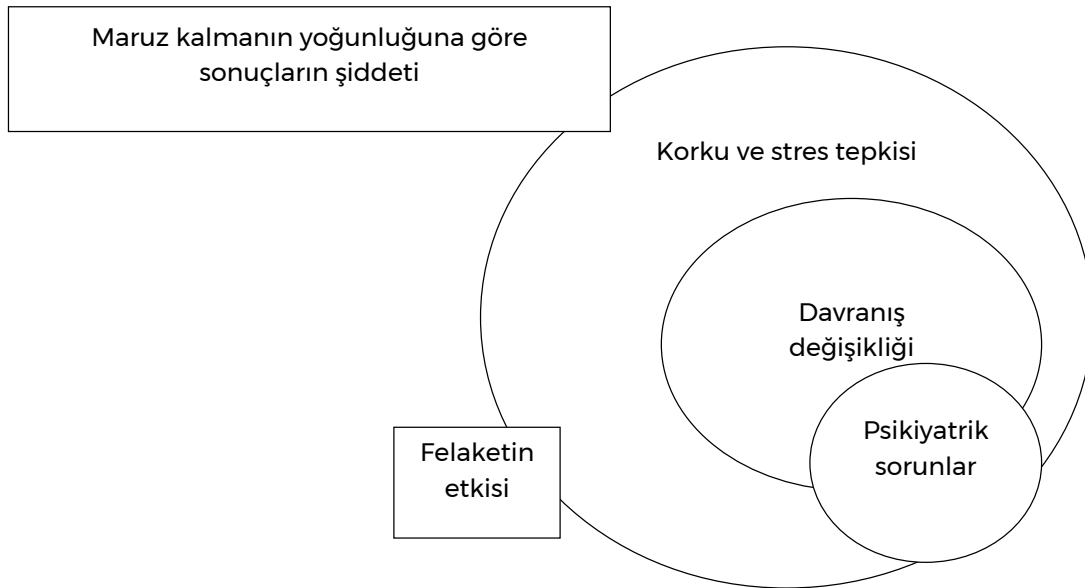 Maruz kalmanın yoğunluğuna göre
sonuçların şiddeti
Korku ve stres tepkisi
Davranış
değişikliği
Psikiyatrik
sorunlar
Felaketin
etkisi